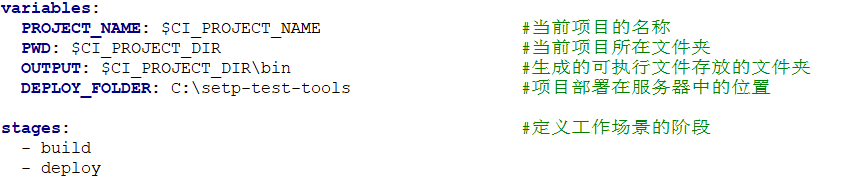 variables:
PROJECT_NAME: $CI_PROJECT_NAME #当前项目的名称
PWD: $CI_PROJECT_DIR #当前项目所在文件夹
OUTPUT: $CI_PROJECT_DIR\bin #生成的可执行文件存放的文件夹
DEPLOY_FOLDER: C:\setp-test-tools #项目部署在服务器中的位置
stages: #定义工作场景的阶段
- build
- deploy